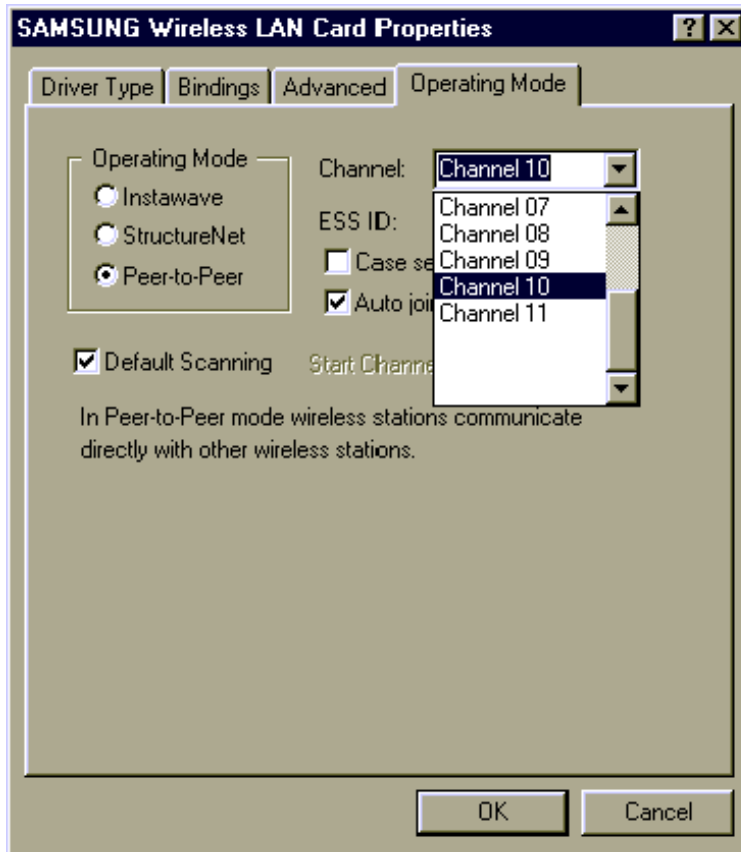 SAMSUNG Wireless LAN Card Properties
Driver Type Bindings Advanced Operating Mode
Operating Mode
Instawave
StructureNet
Peer-to-Peer
Channel: Channel 10
Channel 07
Channel 08
Channel 09
Channel 10
Channel 11
ESS ID:
Case se
Auto joi
Default Scanning Start Channe
In Peer-to-Peer mode wireless stations communicate
directly with other wireless stations.
OK Cancel